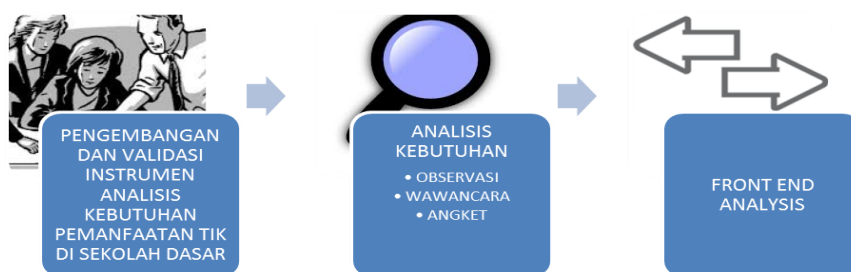 PENGEMBANGAN
DAN VALIDASI
INSTRUMEN
ANALISIS
KEBUTUHAN
PEMANFAATAN TIK
DI SEKOLAH DASAR
ANALISIS
KEBUTUHAN
• OBSERVASI
• WAWANCARA
• ANGKET
FRONT END
ANALYSIS